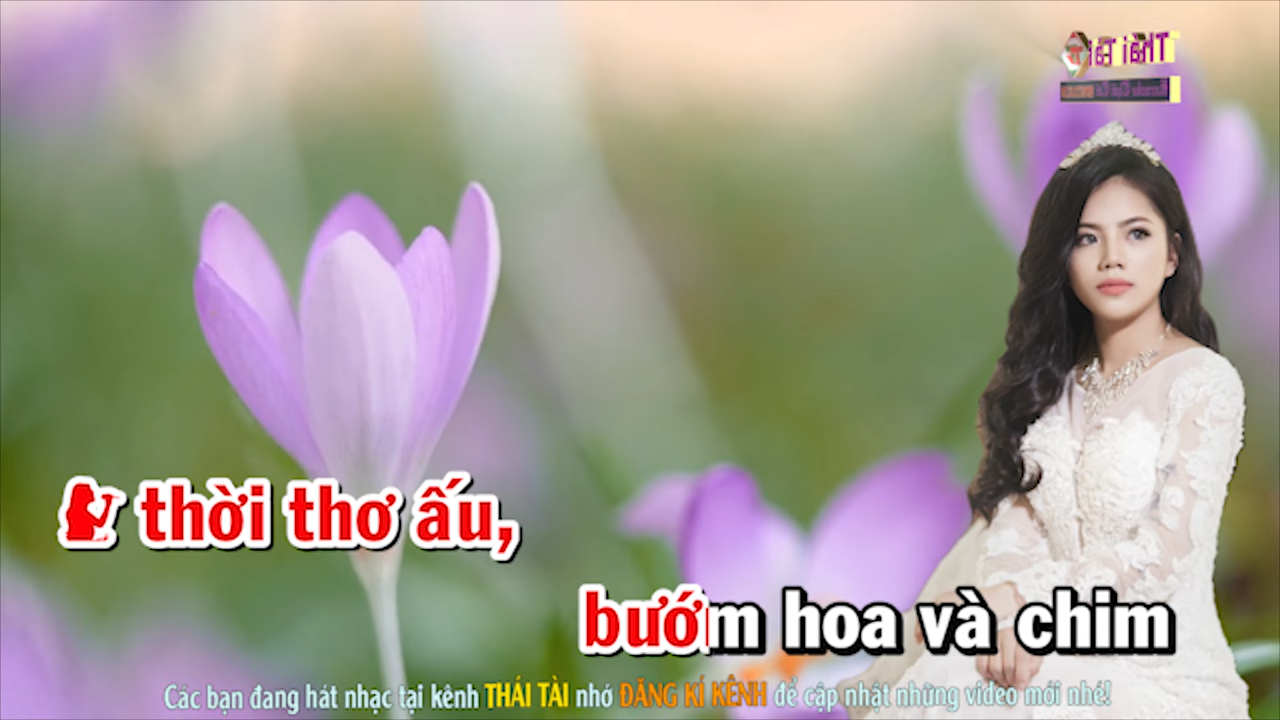 thời thơ ấu,
bướm hoa và chim
Các bạn đang hát nhạc tại kênh THÁI TÀI nhớ ĐĂNG KÍ KÊNH để cập nhật những video mới nhé!